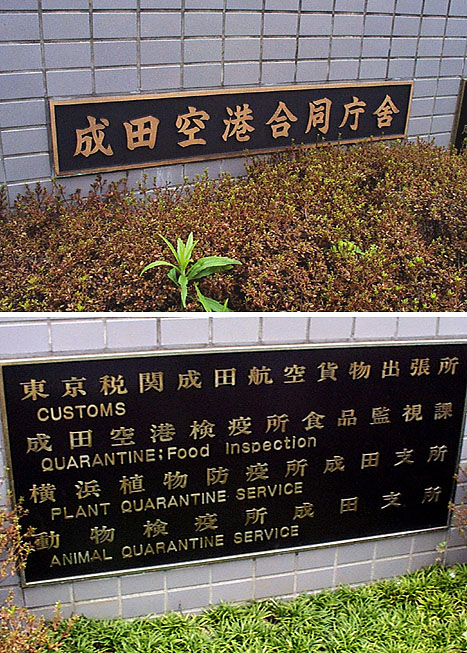 成田空港合同庁舎
東京税関成田航空貨物出張所
CUSTOMS
成田空港検疫所食品監視課
QUARANTINE;Food Inspection
横浜植物防疫所成田支所
PLANT QUARANTINE SERVICE
動物検疫所成田支所
ANIMAL QUARANTINE SERVICE